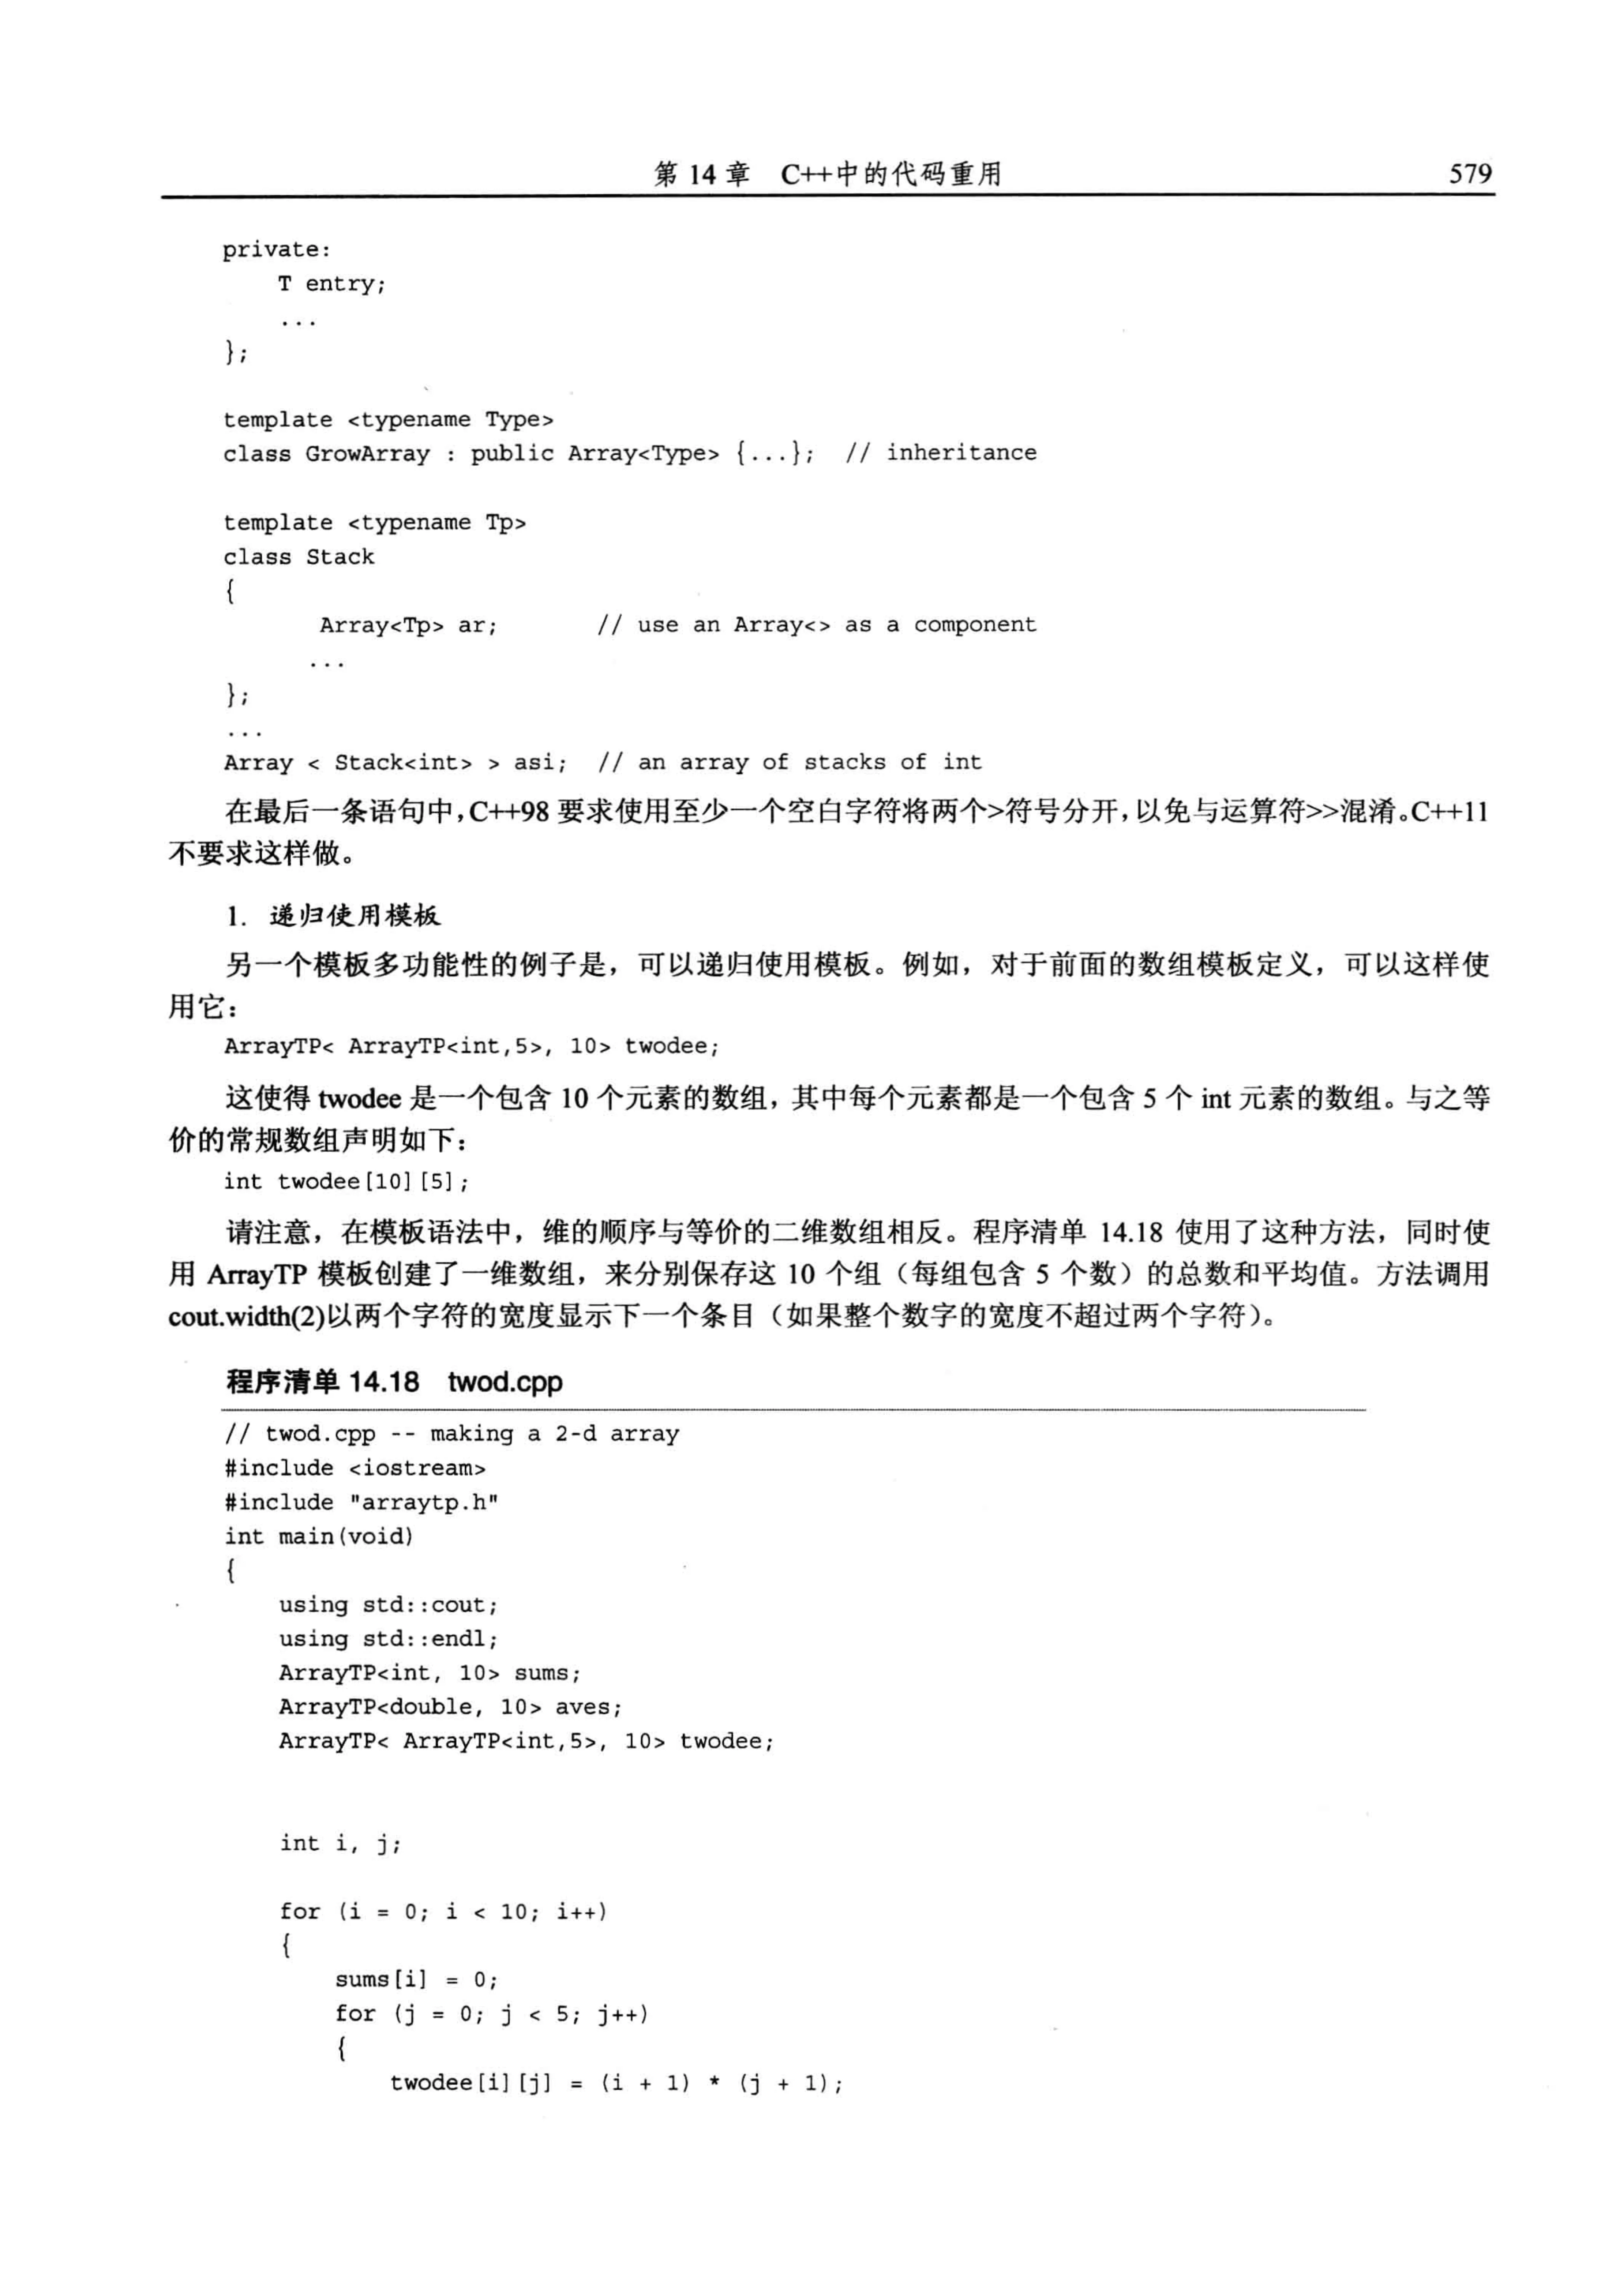 第 14 章 C++中的代码重用 579
private:
    T entry;
    ...
};
template <typename Type>
class GrowArray : public Array<Type> {...};  // inheritance
template <typename Tp>
class Stack
{
       Array<Tp> ar;       // use an Array<> as a component
      ...
};
...
Array < Stack<int> > asi;  // an array of stacks of int
在最后一条语句中，C++98 要求使用至少一个空白字符将两个>符号分开，以免与运算符>>混淆。C++11
不要求这样做。
1. 递归使用模板
另一个模板多功能性的例子是，可以递归使用模板。例如，对于前面的数组模板定义，可以这样使
用它：
ArrayTP< ArrayTP<int,5>, 10> twodee;
这使得 twodee 是一个包含 10 个元素的数组，其中每个元素都是一个包含 5 个 int 元素的数组。与之等
价的常规数组声明如下：
int twodee[10][5];
请注意，在模板语法中，维的顺序与等价的二维数组相反。程序清单 14.18 使用了这种方法，同时使
用 ArrayTP 模板创建了一维数组，来分别保存这 10 个组（每组包含 5 个数）的总数和平均值。方法调用
cout.width(2)以两个字符的宽度显示下一个条目（如果整个数字的宽度不超过两个字符）。
程序清单 14.18 twod.cpp
// twod.cpp -- making a 2-d array
#include <iostream>
#include "arraytp.h"
int main(void)
{
    using std::cout;
    using std::endl;
    ArrayTP<int, 10> sums;
    ArrayTP<double, 10> aves;
    ArrayTP< ArrayTP<int,5>, 10> twodee;
    int i, j;
    for (i = 0; i < 10; i++)
    {
        sums[i] = 0;
        for (j = 0; j < 5; j++)
        {
            twodee[i][j] = (i + 1) * (j + 1);